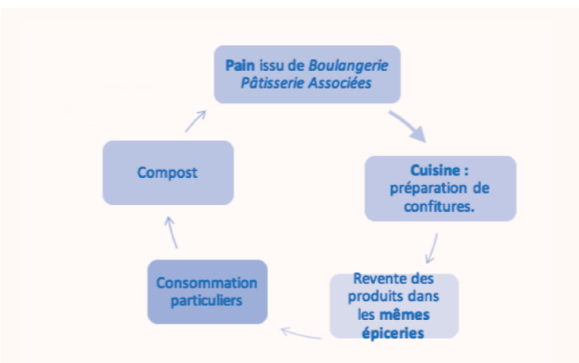 Pain issu de Boulangerie
Pâtisserie Associées
Cuisine :
préparation de
confitures.
Revente des
produits dans
les mêmes
épiceries
Consommation
particuliers
Compost